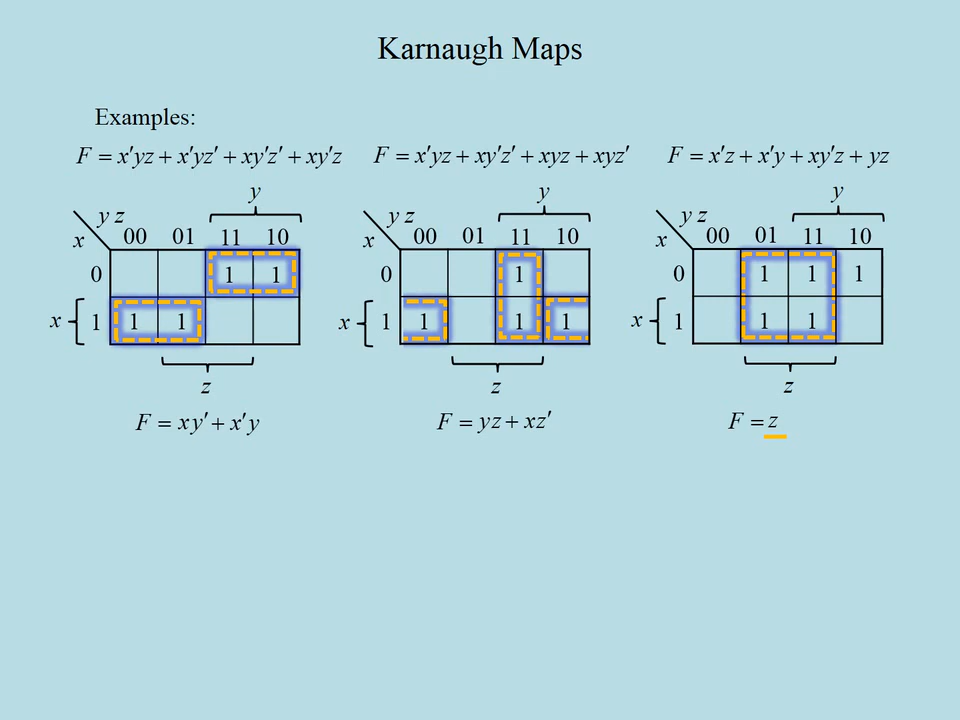 Karnaugh Maps
Examples:
F = x′yz + x′yz′ + xy′z′ + xy′z
F = x′yz + xy′z′ + xyz + xyz′
F = x′z + x′y + xy′z + yz
y
y
y
y z
y z
y z
x
00 01 11 10
x
00 01 11 10
x
00 01 11 10
0 1 1
0 1
0 1 1 1
x 1 1 1
x 1 1 1 1
x 1 1 1
z
z
z
F = xy′ + x′y
F = yz + xz′
F = z